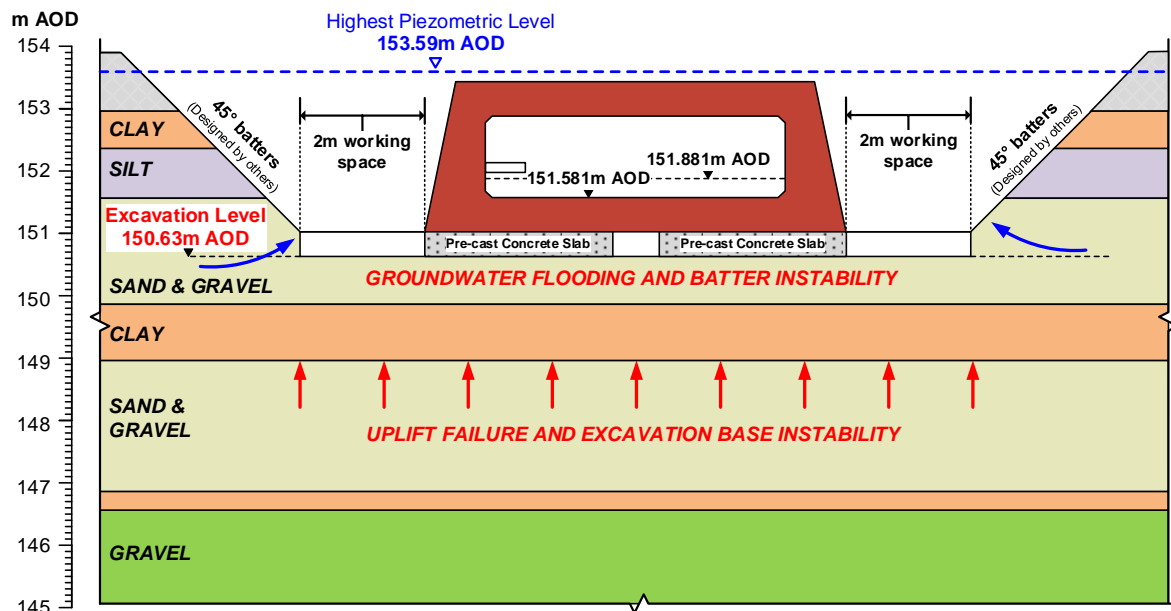 m AOD
Highest Piezometric Level
153.59m AOD
154
153
152
151
150
149
148
147
146
145
CLAY
SILT
45° batters
(Designed by others)
2m working
space
151.881m AOD
151.581m AOD
2m working
space
45° batters
(Designed by others)
Excavation Level
150.63m AOD
Pre-cast Concrete Slab
Pre-cast Concrete Slab
GROUNDWATER FLOODING AND BATTER INSTABILITY
SAND & GRAVEL
CLAY
SAND &
GRAVEL
UPLIFT FAILURE AND EXCAVATION BASE INSTABILITY
GRAVEL